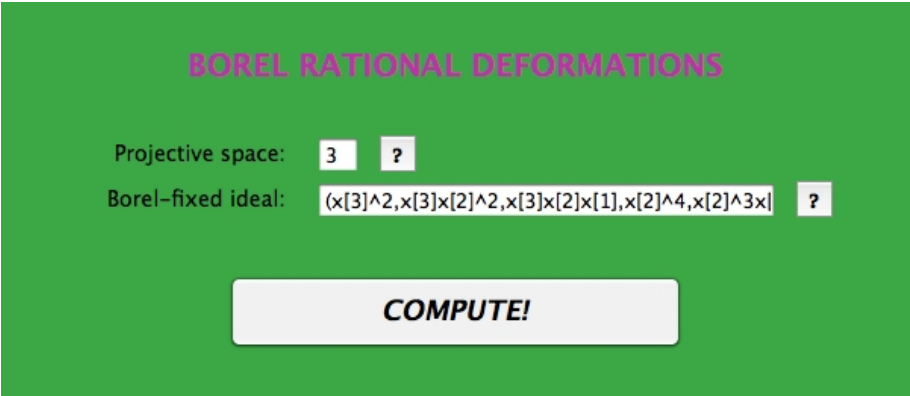 BOREL RATIONAL DEFORMATIONS
Projective space: 3 ?
Borel-fixed ideal: (x[3]^2,x[3]x[2]^2,x[3]x[2]x[1],x[2]^4,x[2]^3x| ?
COMPUTE!